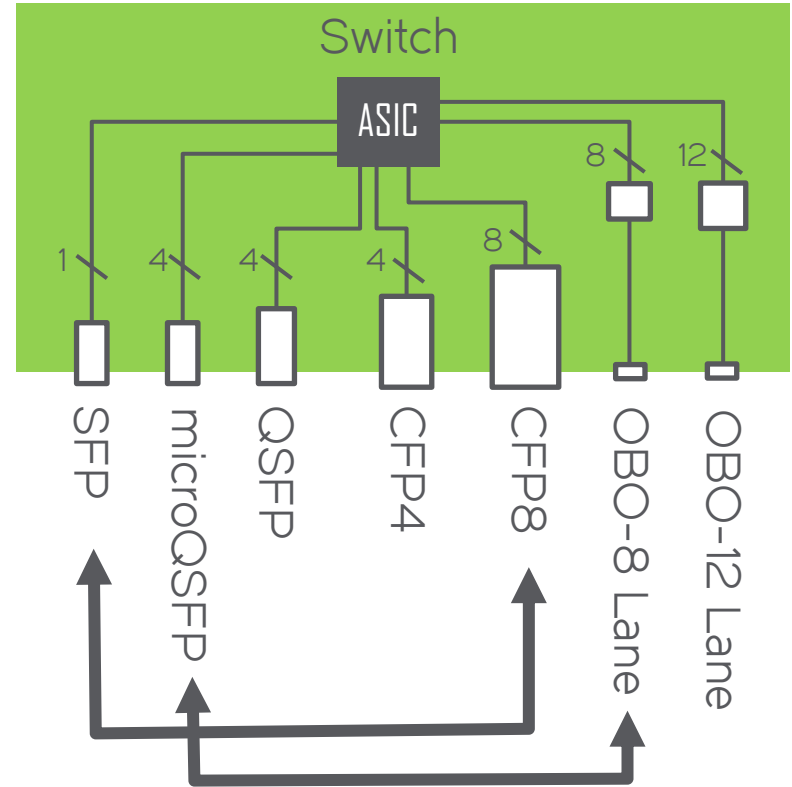 Switch
ASIC
8
12
1
4
4
4
8
SFP
microQSFP
QSFP
CFP4
CFP8
OBO-8 Lane
OBO-12 Lane